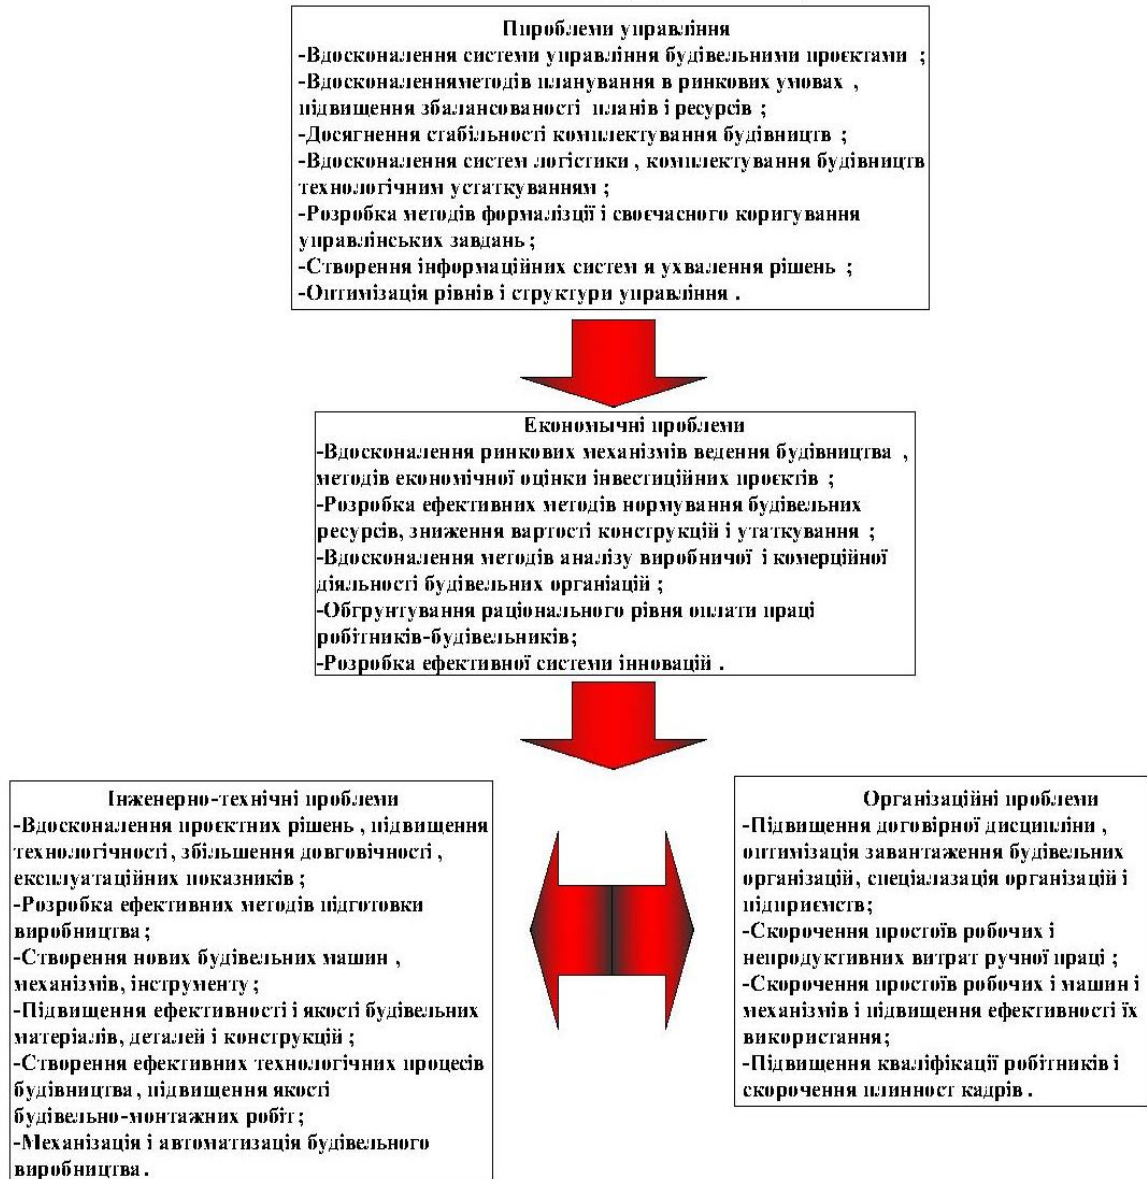 Пироблеми управління
-Вдосконалення системи управління будівельними проєктами ;
-Вдосконаленняметодів планування в ринкових умовах ,
підвищення збалансованості планів і ресурсів ;
-Досягнення стабільності комплектування будівництв ;
-Вдосконалення систем логістики , комплектування будівництв
технологічним устаткуванням ;
-Розробка методів формалізції і своєчасного коригування
управлінських завдань ;
-Створення інформаційних систем я ухвалення рішень ;
-Оптимізація рівнів і структури управління .
Економычні проблеми
-Вдосконалення ринкових механізмів ведення будівництва ,
методів економічної оцінки інвестиційних проєктів ;
-Розробка ефективних методів нормування будівельних
ресурсів, зниження вартості конструкцій і утаткування ;
-Вдосконалення методів аналізу виробничої і комерційної
діяльності будівельних органіацій ;
-Обгрунтування раціонального рівня оплати праці
робітників-будівельників;
-Розробка ефективної системи інновацій .
Інженерно-технічні проблеми
-Вдосконалення проєктних рішень , підвищення
технологічності, збільшення довговічності ,
експлуатаційних показників ;
-Розробка ефективних методів підготовки
виробництва ;
-Створення нових будівельних машин ,
механізмів, інструменту ;
-Підвищення ефективності і якості будівельних
матеріалів, деталей і конструкцій ;
-Створення ефективних технологічних процесів
будівництва , підвищення якості
будівельно-монтажних робіт;
-Механізація і автоматизація будівельного
виробництва .
Організаційні проблеми
-Підвищення договірної дисципліни ,
оптимізація завантаження будівельних
організацій, спеціалазація організацій і
підприємств;
-Скорочення простоїв робочих і
непродуктивних витрат ручної праці ;
-Скорочення простоїв робочих і машин і
механізмів і підвищення ефективності їх
використання;
-Підвищення кваліфікації робітників і
скорочення плинност кадрів .